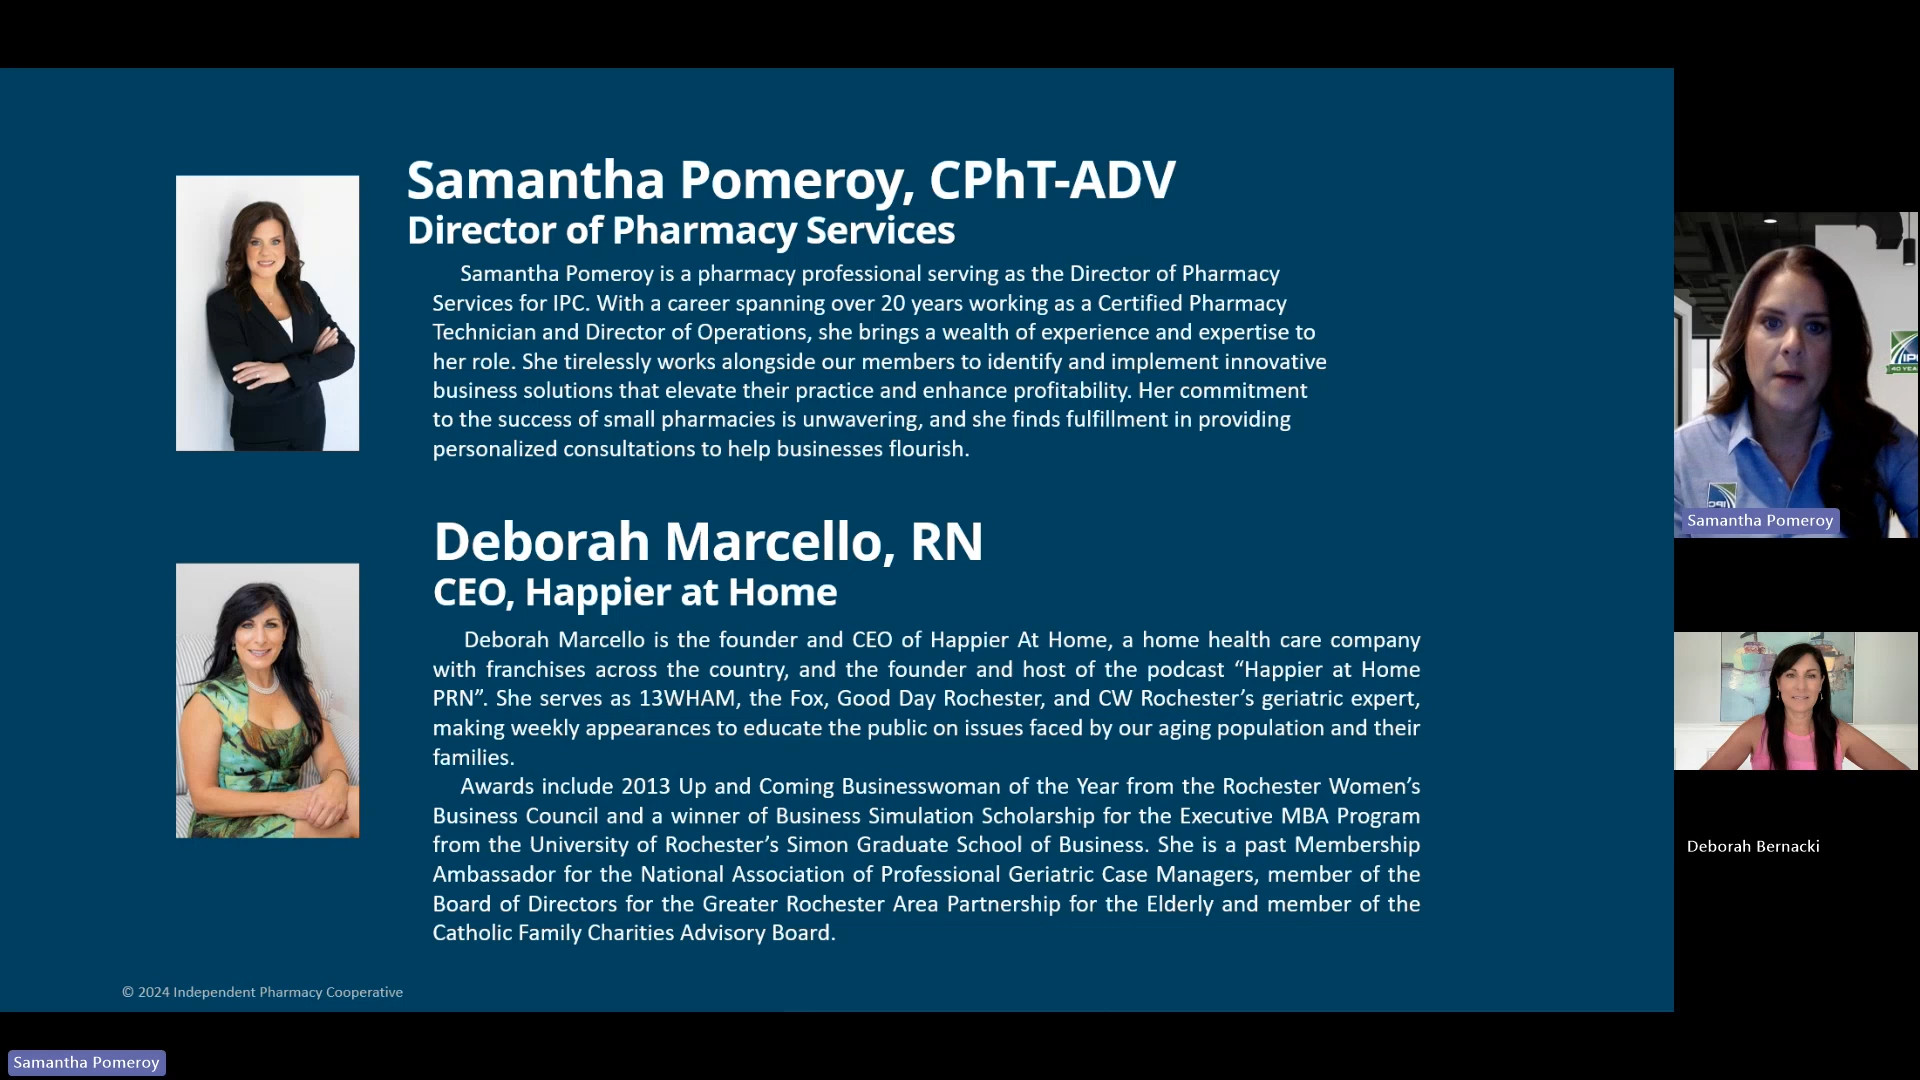 Samantha Pomeroy, CPhT-ADV
Director of Pharmacy Services
Samantha Pomeroy is a pharmacy professional serving as the Director of Pharmacy
Services for IPC. With a career spanning over 20 years working as a Certified Pharmacy
Technician and Director of Operations, she brings a wealth of experience and expertise to
her role. She tirelessly works alongside our members to identify and implement innovative
business solutions that elevate their practice and enhance profitability. Her commitment
to the success of small pharmacies is unwavering, and she finds fulfillment in providing
personalized consultations to help businesses flourish.
Deborah Marcello, RN
CEO, Happier at Home
Deborah Marcello is the founder and CEO of Happier At Home, a home health care company
with franchises across the country, and the founder and host of the podcast “Happier at Home
PRN”. She serves as 13WHAM, the Fox, Good Day Rochester, and CW Rochester’s geriatric expert,
making weekly appearances to educate the public on issues faced by our aging population and their
families.
Awards include 2013 Up and Coming Businesswoman of the Year from the Rochester Women’s
Business Council and a winner of Business Simulation Scholarship for the Executive MBA Program
from the University of Rochester’s Simon Graduate School of Business. She is a past Membership
Ambassador for the National Association of Professional Geriatric Case Managers, member of the
Board of Directors for the Greater Rochester Area Partnership for the Elderly and member of the
Catholic Family Charities Advisory Board.
© 2024 Independent Pharmacy Cooperative
Samantha Pomeroy
Samantha Pomeroy
Deborah Bernacki